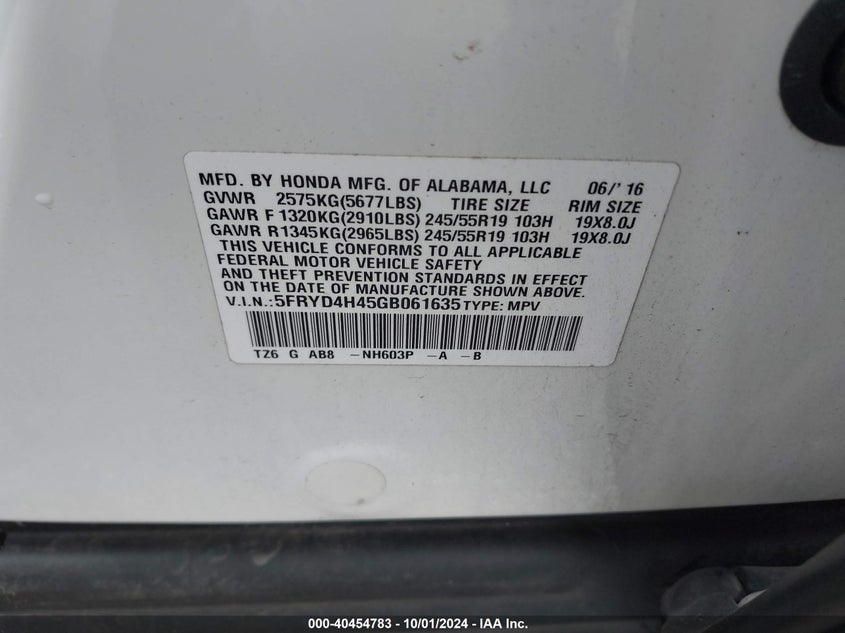 MFD. BY HONDA MFG. OF ALABAMA, LLC 06/' 16
GVWR 2575KG(5677LBS) TIRE SIZE RIM SIZE
GAWR F 1320KG(2910LBS) 245/55R19 103H 19X8.0J
GAWR R1345KG(2965LBS) 245/55R19 103H 19X8.0J
THIS VEHICLE CONFORMS TO ALL APPLICABLE
FEDERAL MOTOR VEHICLE SAFETY
AND THEFT PREVENTION STANDARDS IN EFFECT
ON THE DATE OF MANUFACTURE SHOWN ABOVE.
V.I.N.:5FRYD4H45GB061635 TYPE: MPV
TZ6 G AB8 -NH603P -A -B
000-40454783 - 10/01/2024 - IAA Inc.